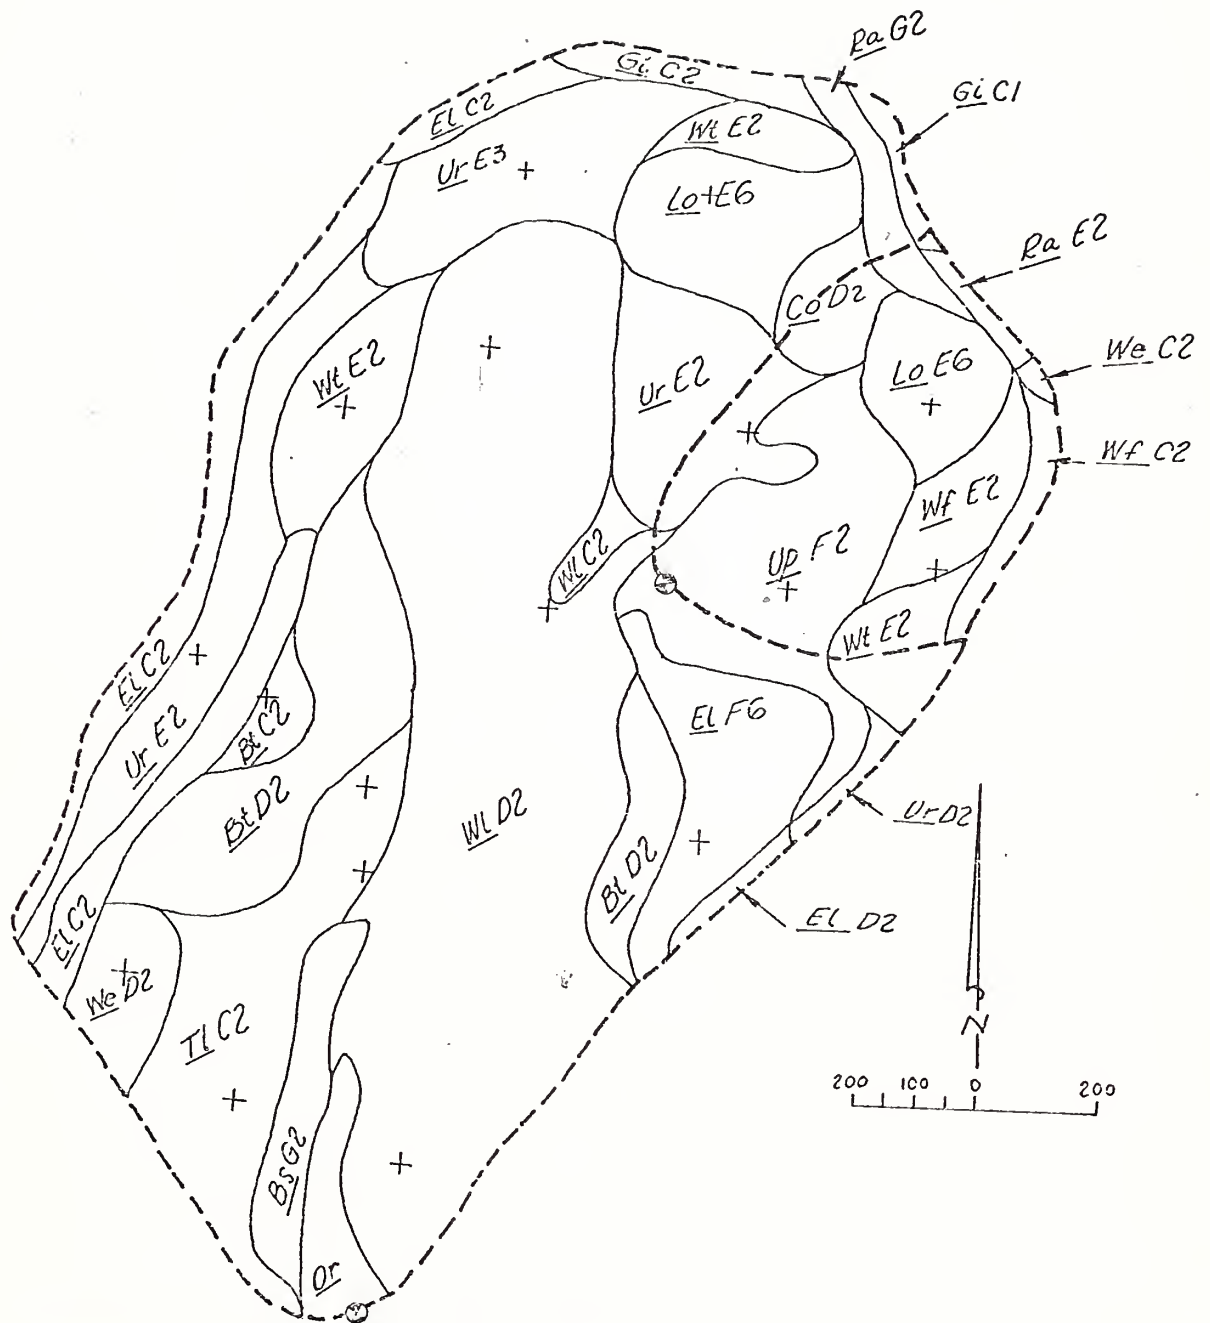 Ra G2
Gi C2
Gi C1
El C2
Wt E2
Ur E3
Lo E6
Ra E2
Co D2
We C2
Wt E2
Lo E6
Ur E2
Wf C2
Wf E2
Wl C2
Up F2
Wt E2
El C2
El F6
Bt C2
Ur E2
Bt D2
Wl D2
Ur D2
Bt D2
El D2
El C2
We D2
Tl C2
N
200 100 0 200
Bs G2
Or